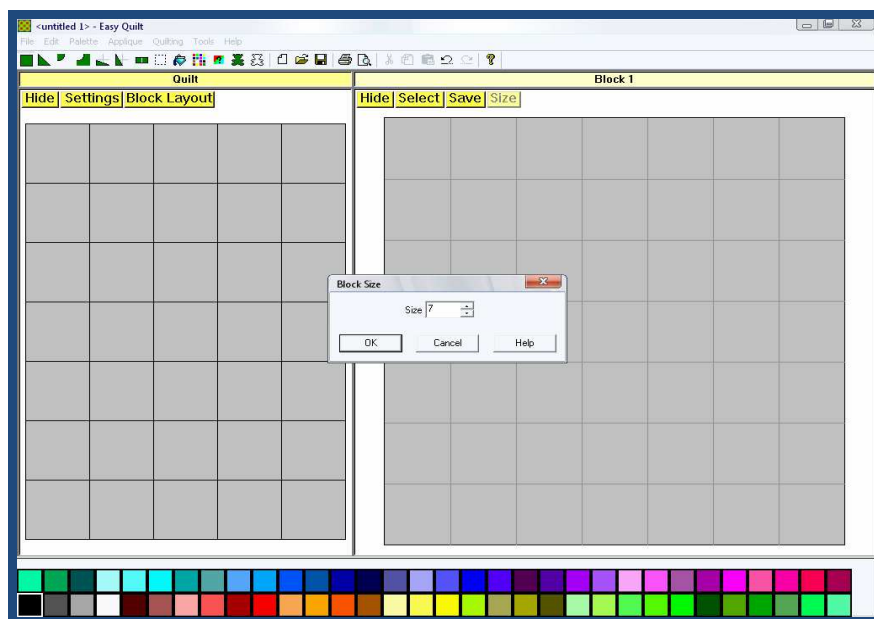 <untitled 1> - Easy Quilt
File Edit Palette Applique Quilting Tools Help
Quilt
Block 1
Hide Settings Block Layout
Hide Select Save Size
Block Size
Size 7
OK Cancel Help